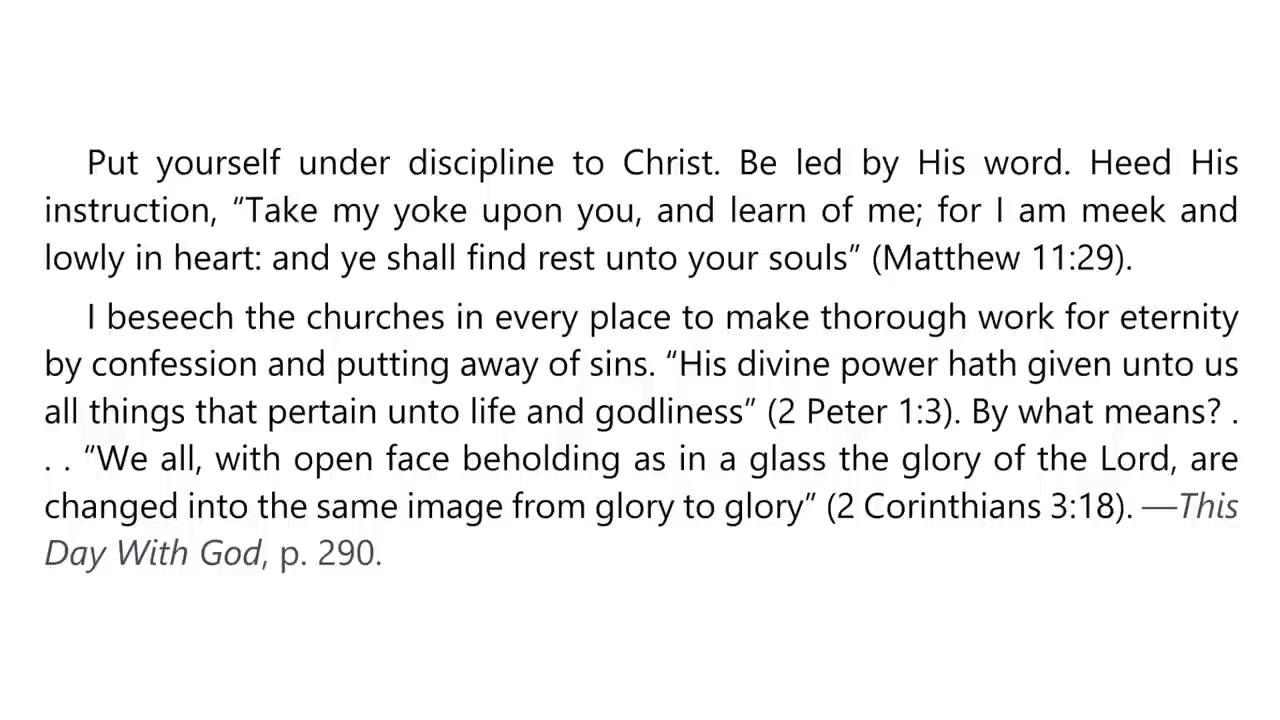 Put yourself under discipline to Christ. Be led by His word. Heed His
instruction, “Take my yoke upon you, and learn of me; for I am meek and
lowly in heart: and ye shall find rest unto your souls” (Matthew 11:29).
I beseech the churches in every place to make thorough work for eternity
by confession and putting away of sins. “His divine power hath given unto us
all things that pertain unto life and godliness” (2 Peter 1:3). By what means? .
. . “We all, with open face beholding as in a glass the glory of the Lord, are
changed into the same image from glory to glory” (2 Corinthians 3:18). —This
Day With God, p. 290.